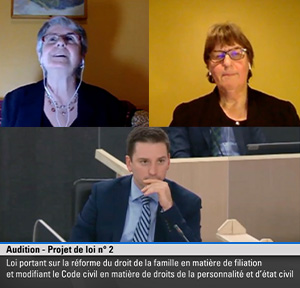 Audition - Projet de loi n° 2
Loi portant sur la réforme du droit de la famille en matière de filiation
et modifiant le Code civil en matière de droits de la personnalité et d'état civil